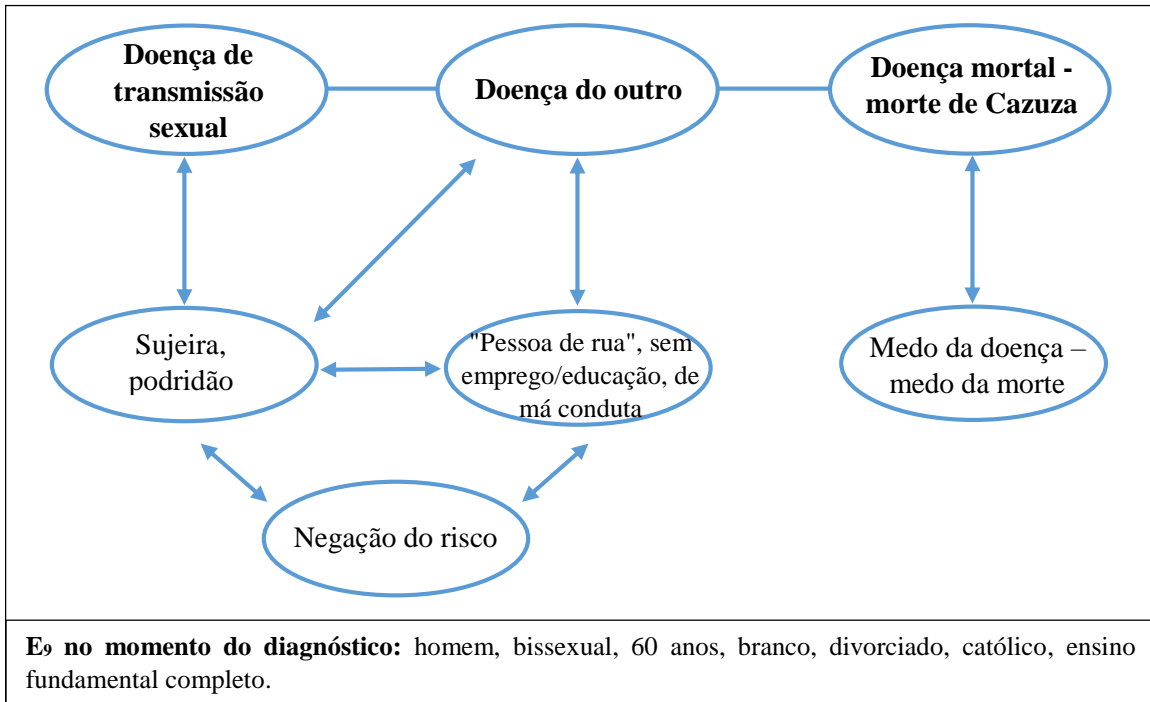 Doença de
transmissão
sexual
Doença do outro
Doença mortal -
morte de Cazuza
Sujeira,
podridão
"Pessoa de rua", sem
emprego/educação, de
má conduta
Medo da doença –
medo da morte
Negação do risco
E₉ no momento do diagnóstico: homem, bissexual, 60 anos, branco, divorciado, católico, ensino
fundamental completo.